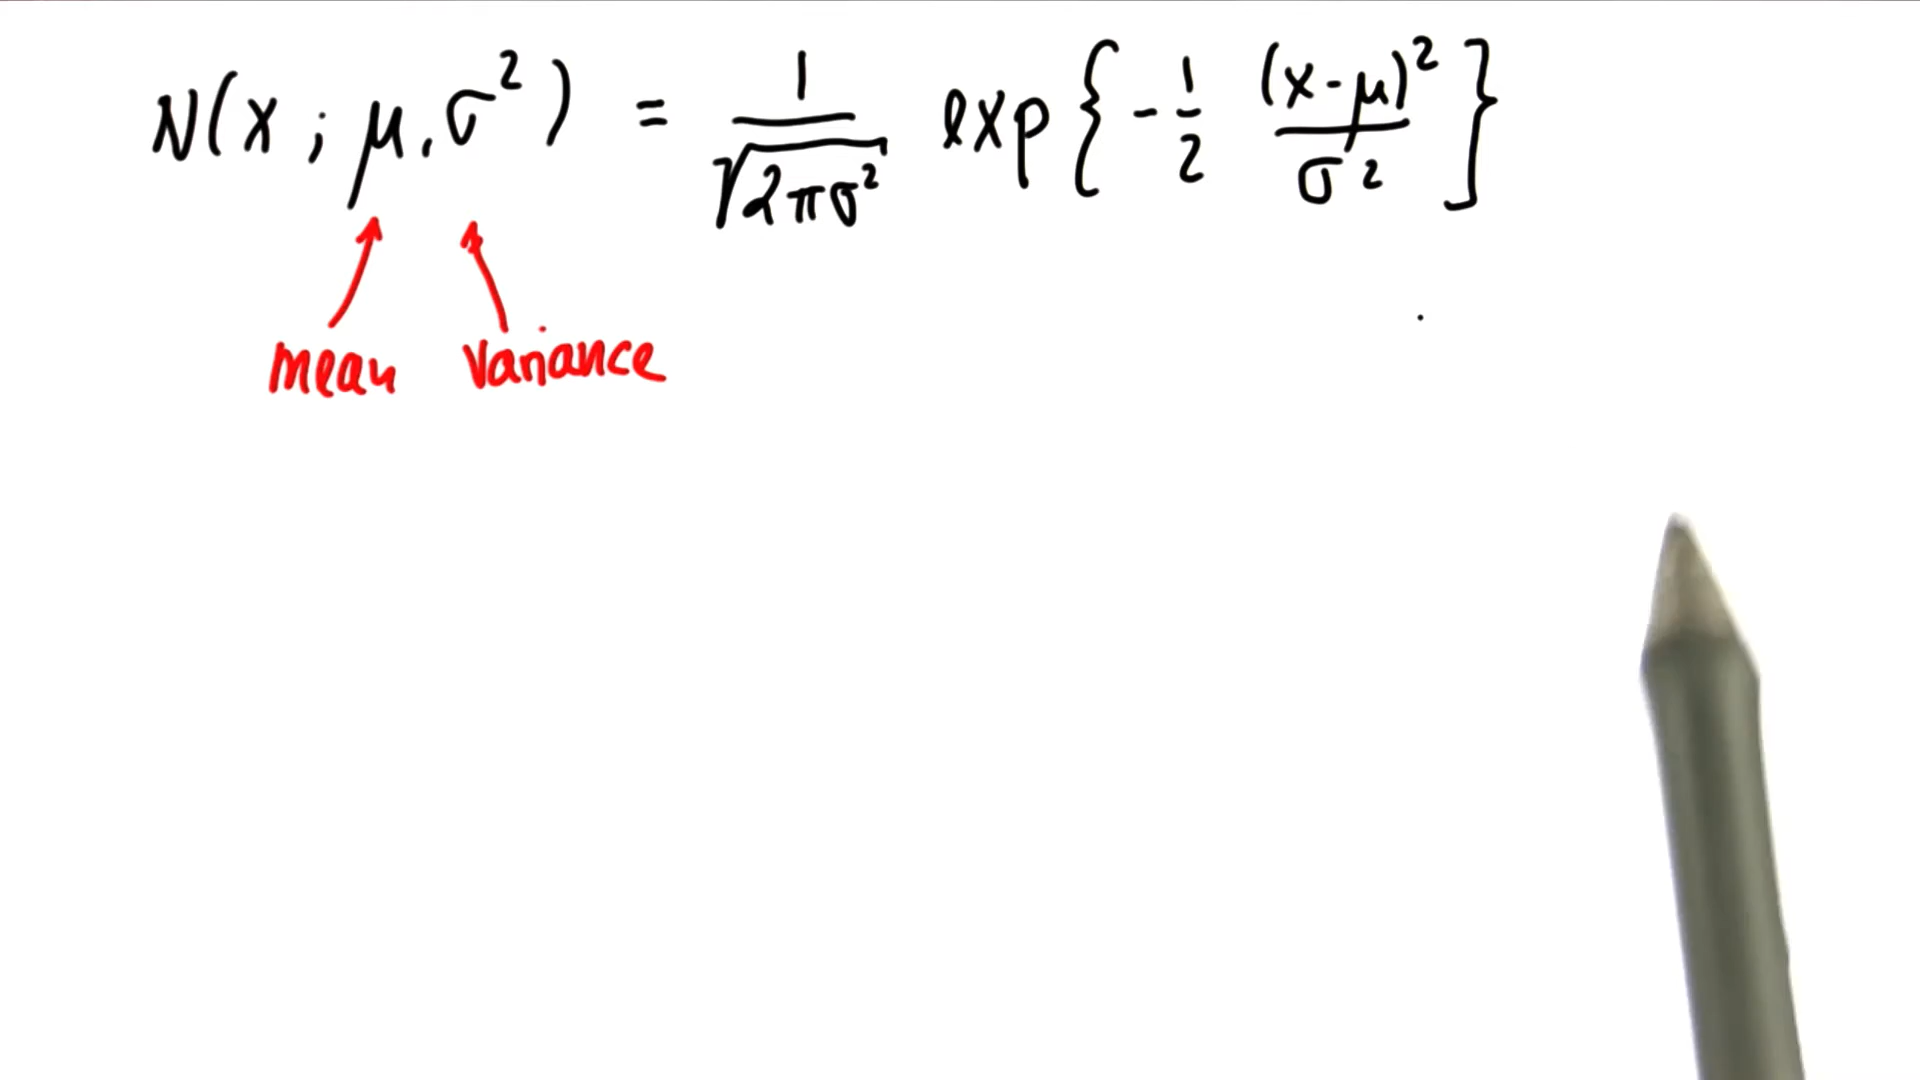 N(x ; μ, σ²) = 1/√(2πσ²) exp{-1/2 (x-μ)²/σ²}
mean variance